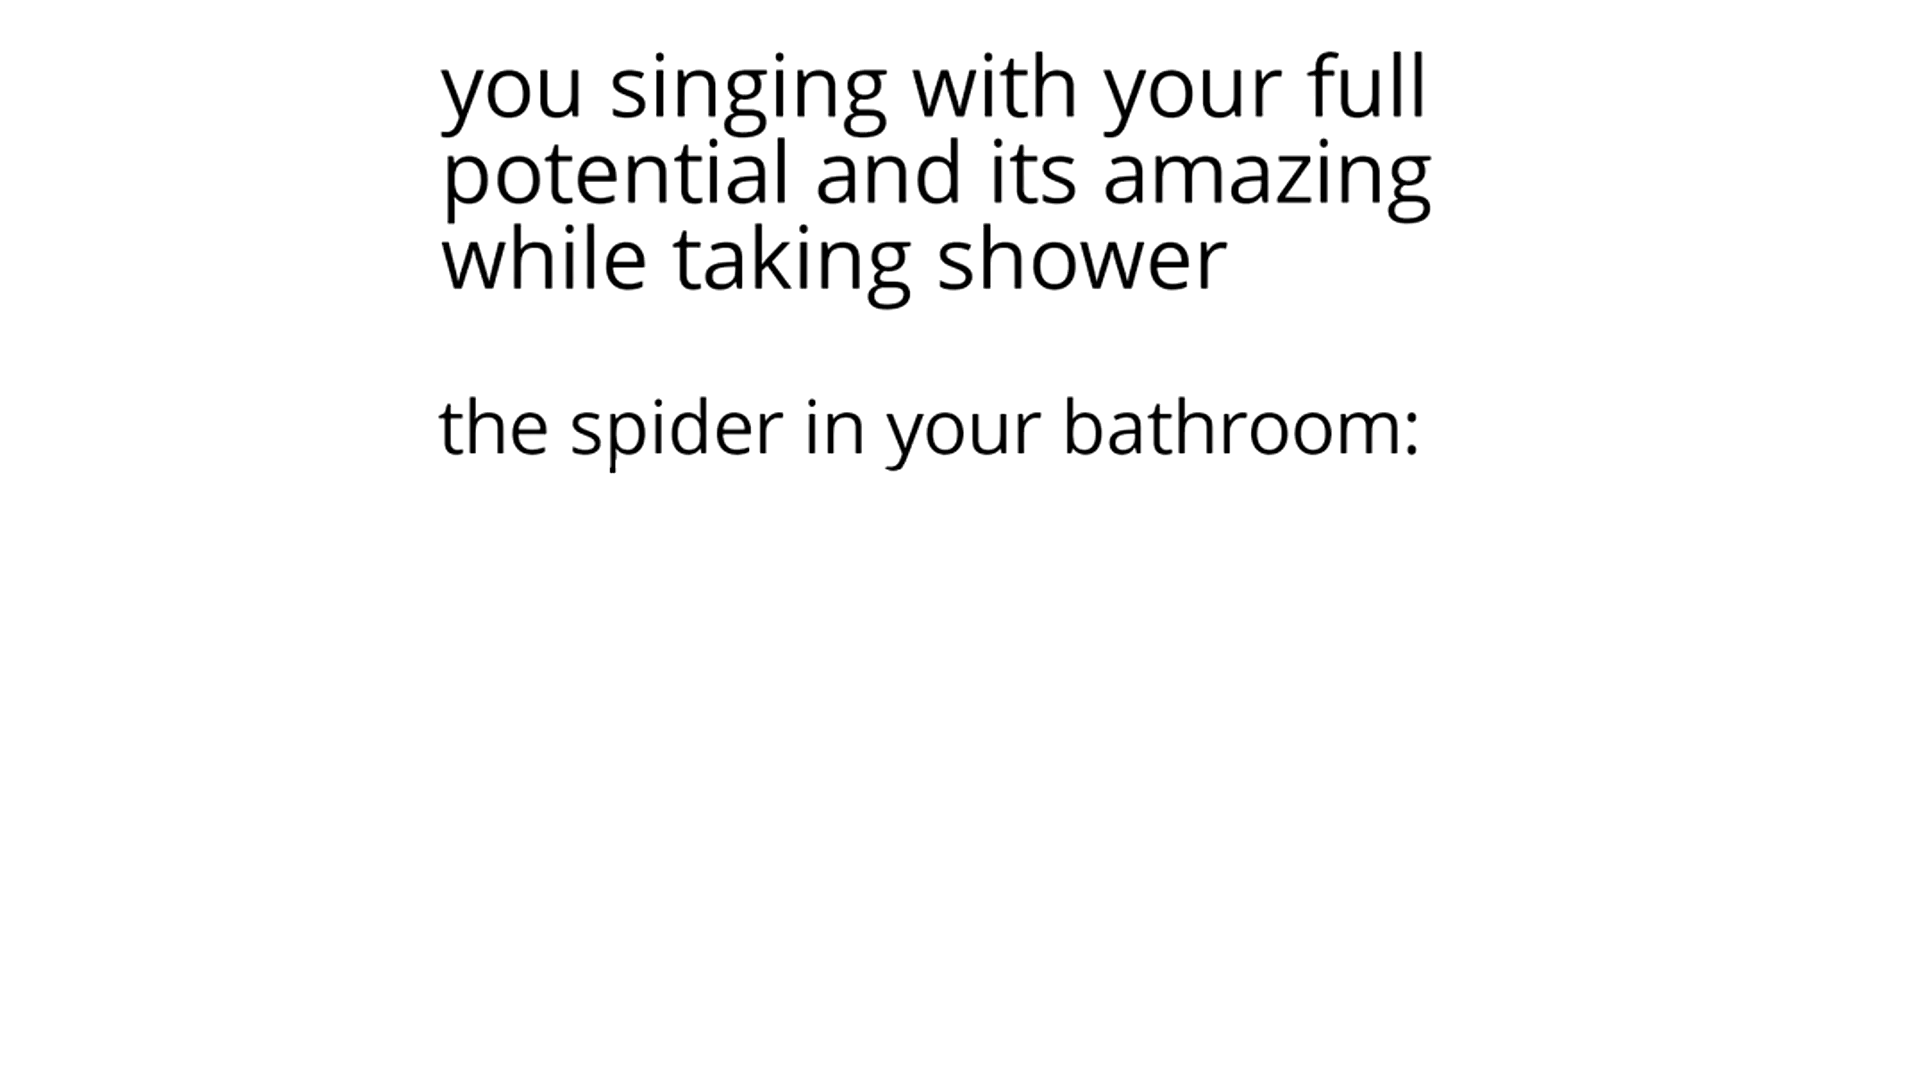 you singing with your full
potential and its amazing
while taking shower
the spider in your bathroom: